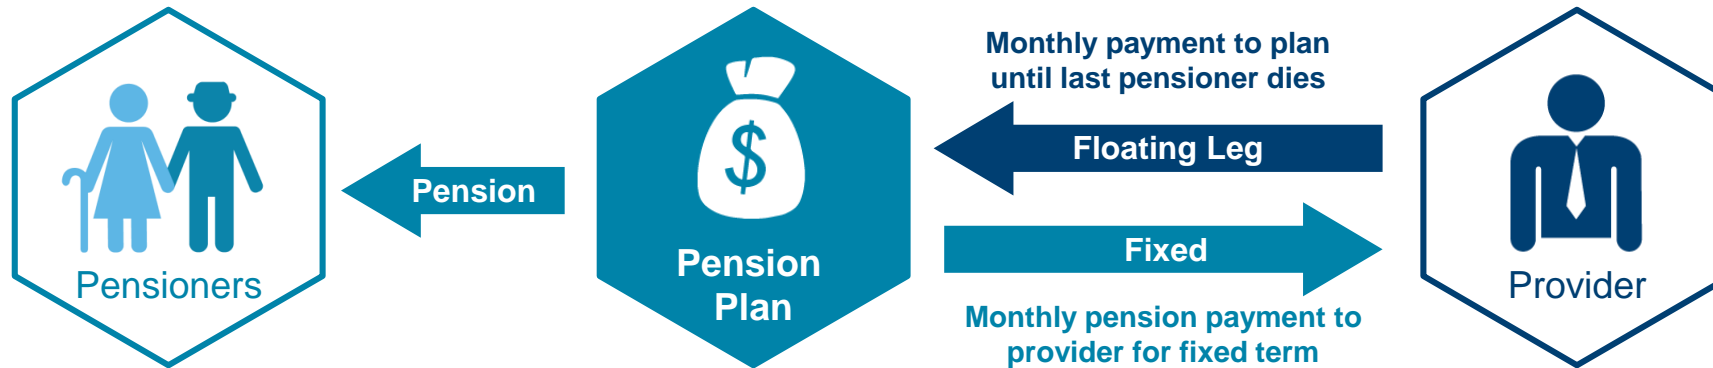 Pensioners
Pension
$
Pension
Plan
Monthly payment to plan
until last pensioner dies
Floating Leg
Fixed
Monthly pension payment to
provider for fixed term
Provider